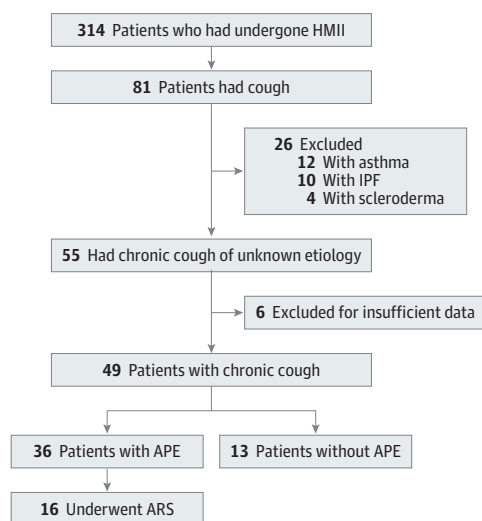 314 Patients who had undergone HMII
81 Patients had cough
26 Excluded
12 With asthma
10 With IPF
4 With scleroderma
55 Had chronic cough of unknown etiology
6 Excluded for insufficient data
49 Patients with chronic cough
36 Patients with APE
13 Patients without APE
16 Underwent ARS